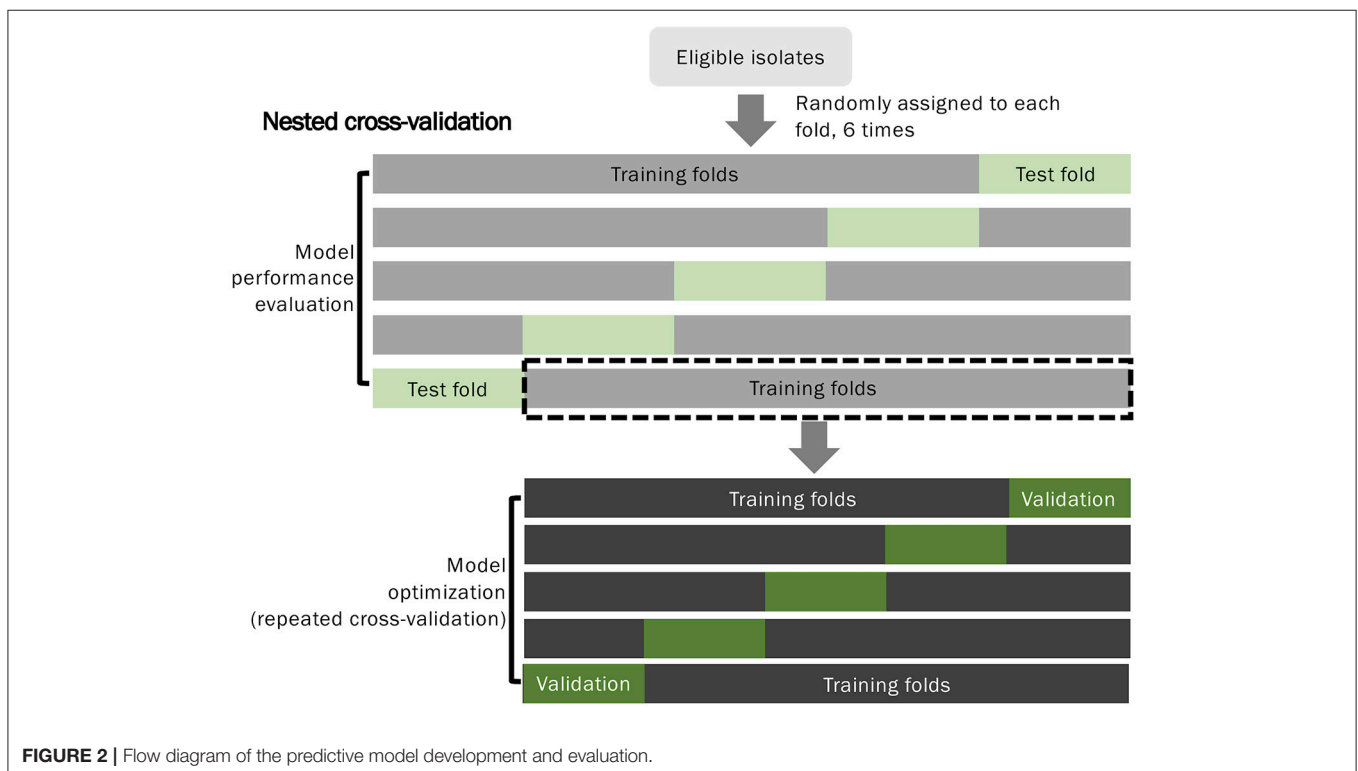 Eligible isolates
Randomly assigned to each
fold, 6 times
Nested cross-validation
Training folds
Test fold
Model
performance
evaluation
Test fold
Training folds
Training folds
Validation
Model
optimization
(repeated cross-validation)
Validation
Training folds
FIGURE 2 | Flow diagram of the predictive model development and evaluation.